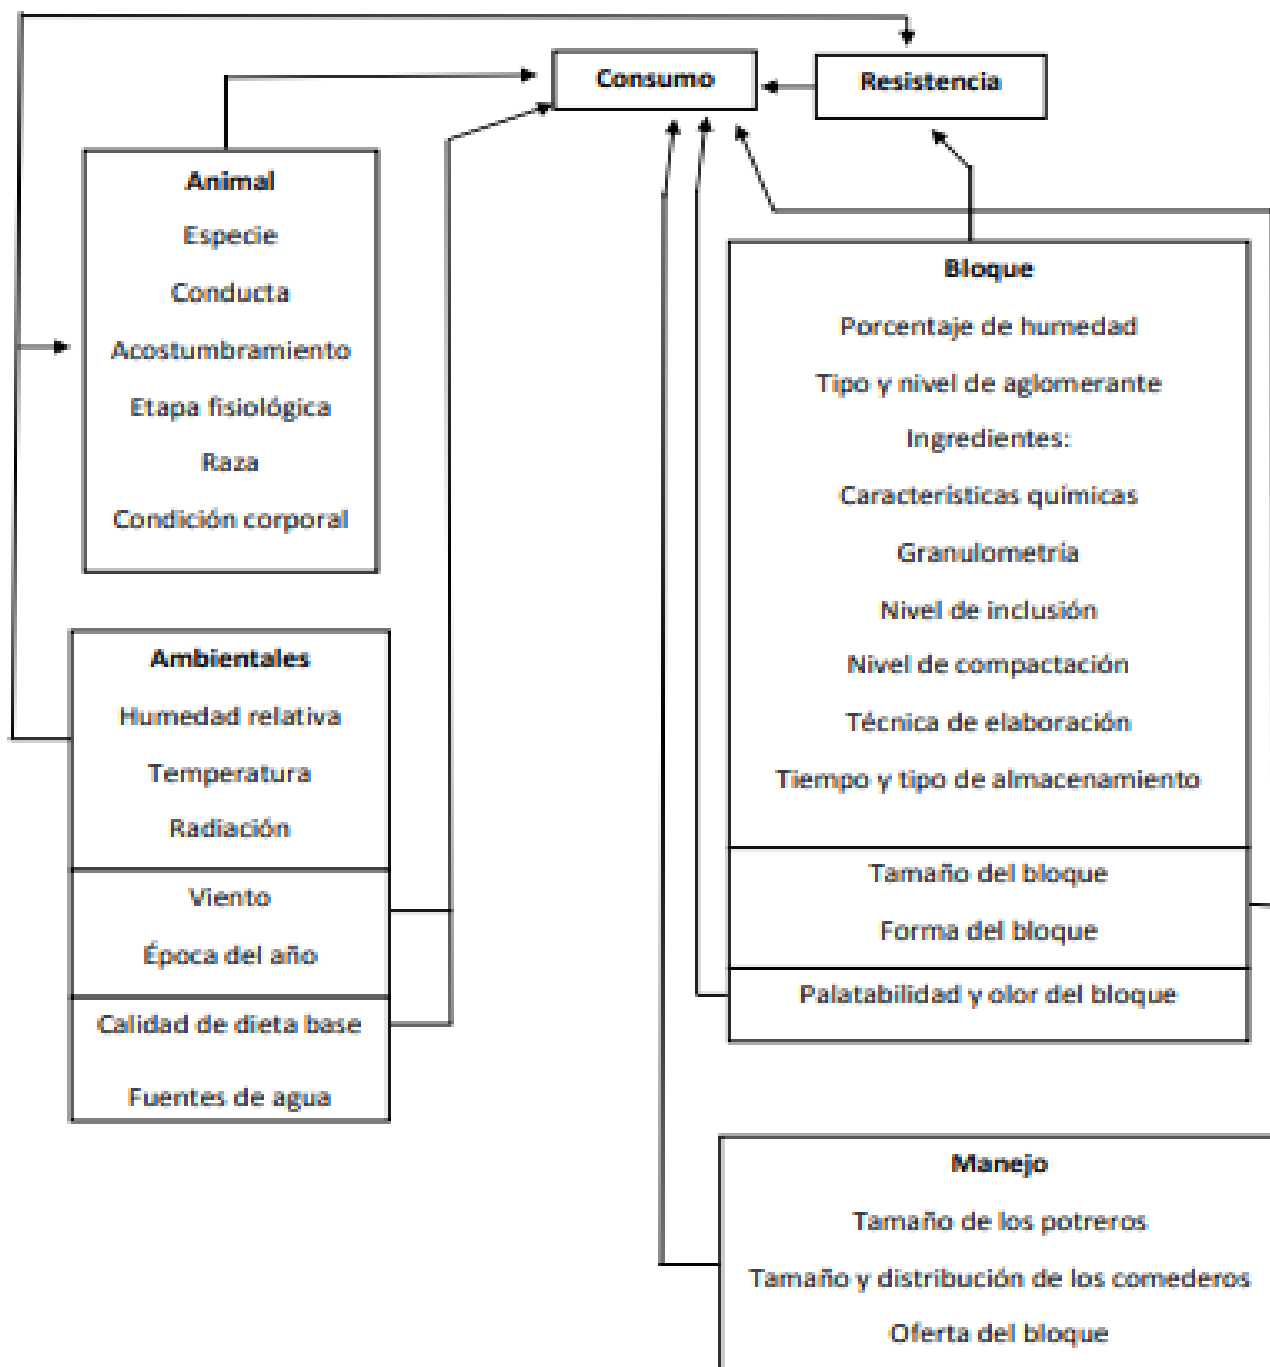 Consumo
Resistencia
Animal
Especie
Conducta
Acostumbramiento
Etapa fisiológica
Raza
Condición corporal
Ambientales
Humedad relativa
Temperatura
Radiación
Viento
Época del año
Calidad de dieta base
Fuentes de agua
Bloque
Porcentaje de humedad
Tipo y nivel de aglomerante
Ingredientes:
Características químicas
Granulometría
Nivel de inclusión
Nivel de compactación
Técnica de elaboración
Tiempo y tipo de almacenamiento
Tamaño del bloque
Forma del bloque
Palatabilidad y olor del bloque
Manejo
Tamaño de los potreros
Tamaño y distribución de los comederos
Oferta del bloque